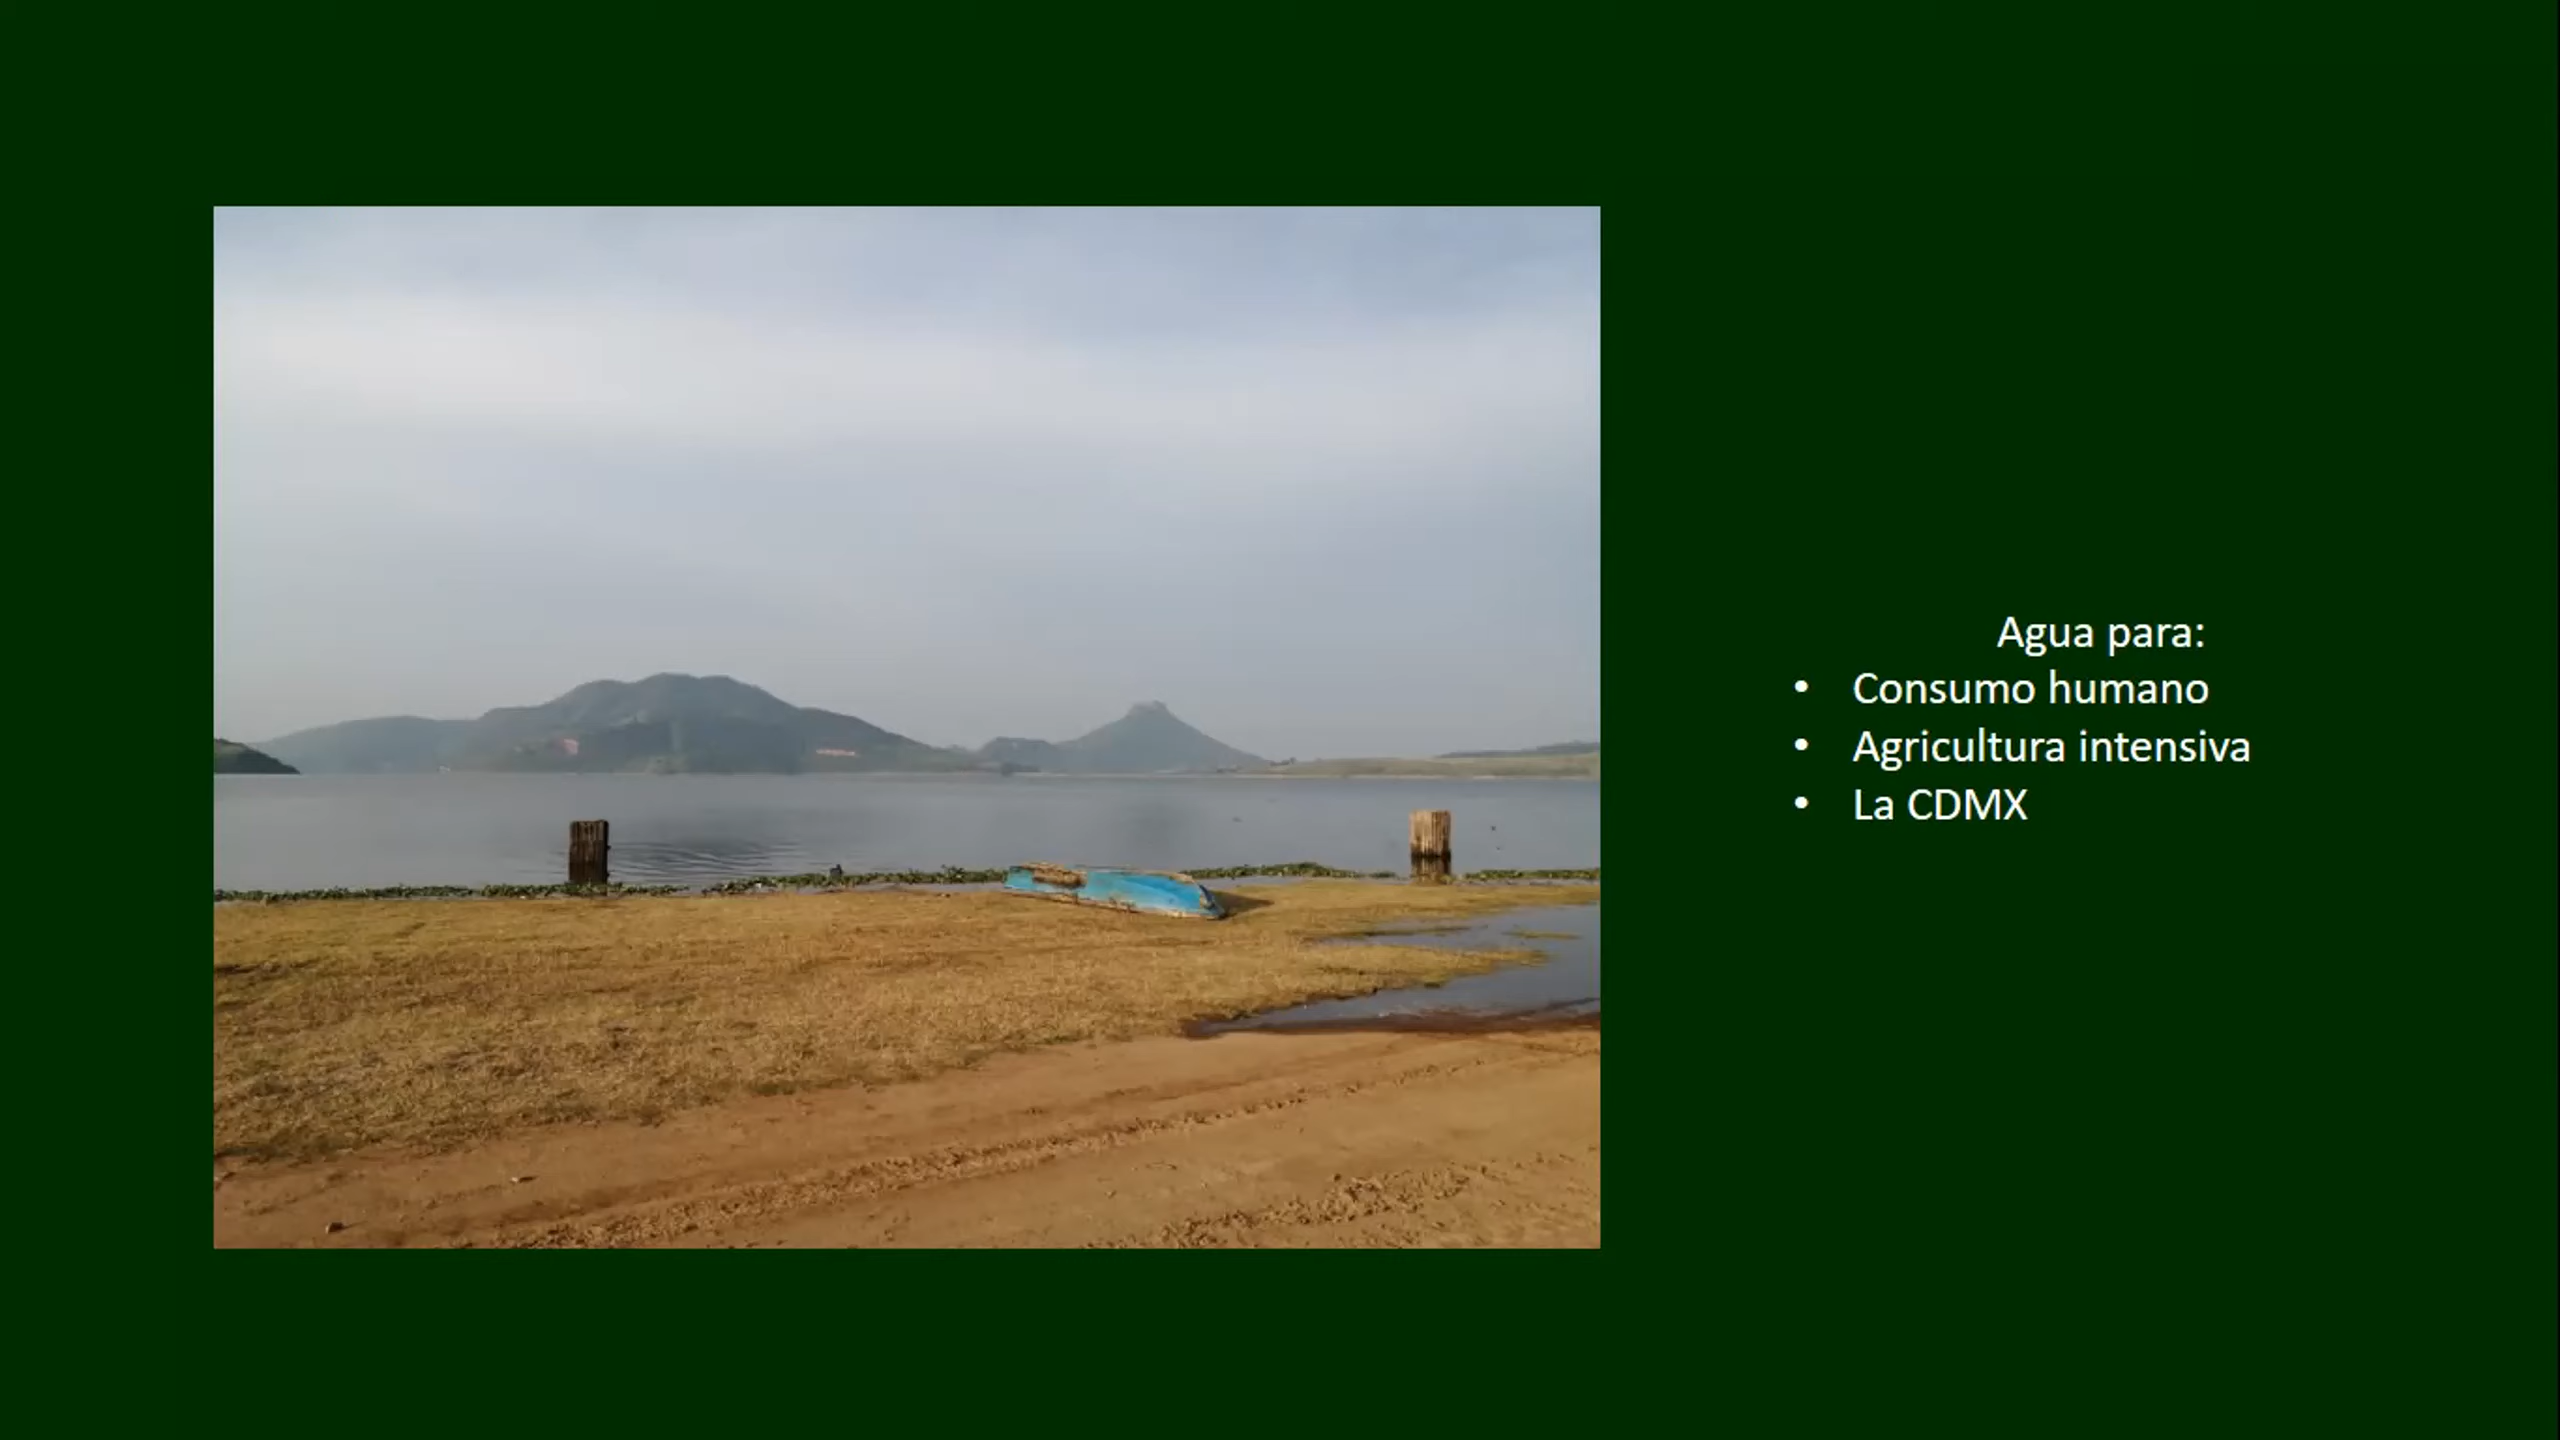 Agua para:
• Consumo humano
• Agricultura intensiva
• La CDMX